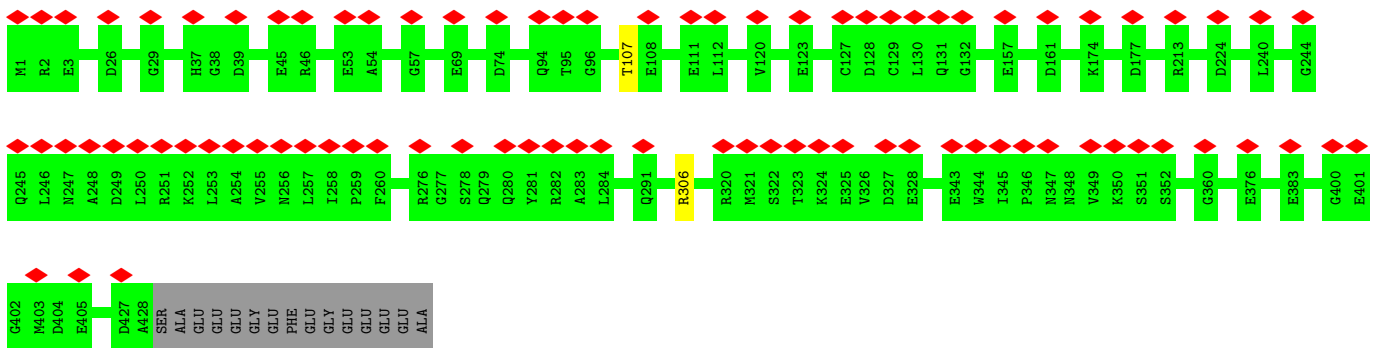 M1 R2 E3 D26 G29 H37 G38 D39 E45 R46 E53 A54 G57 E69 D74 Q94 T95 G96 T107 E108 E111 L112 V120 E123 C127 D128 C129 L130 Q131 G132 E157 D161 K174 D177 R213 D224 L240 G244
Q245 L246 N247 A248 D249 L250 R251 K252 L253 A254 V255 N256 L257 I258 P259 F260 R276 G277 S278 Q279 Q280 Y281 R282 A283 L284 Q291 R306 R320 M321 S322 T323 K324 E325 V326 D327 E328 E343 W344 I345 P346 N347 N348 V349 K350 S351 S352 G360 E376 E383 G400 E401
G402 M403 D404 E405 D427 A428 SER ALA GLU GLU GLU GLY GLU PHE GLU GLY GLU GLU GLU GLU ALA